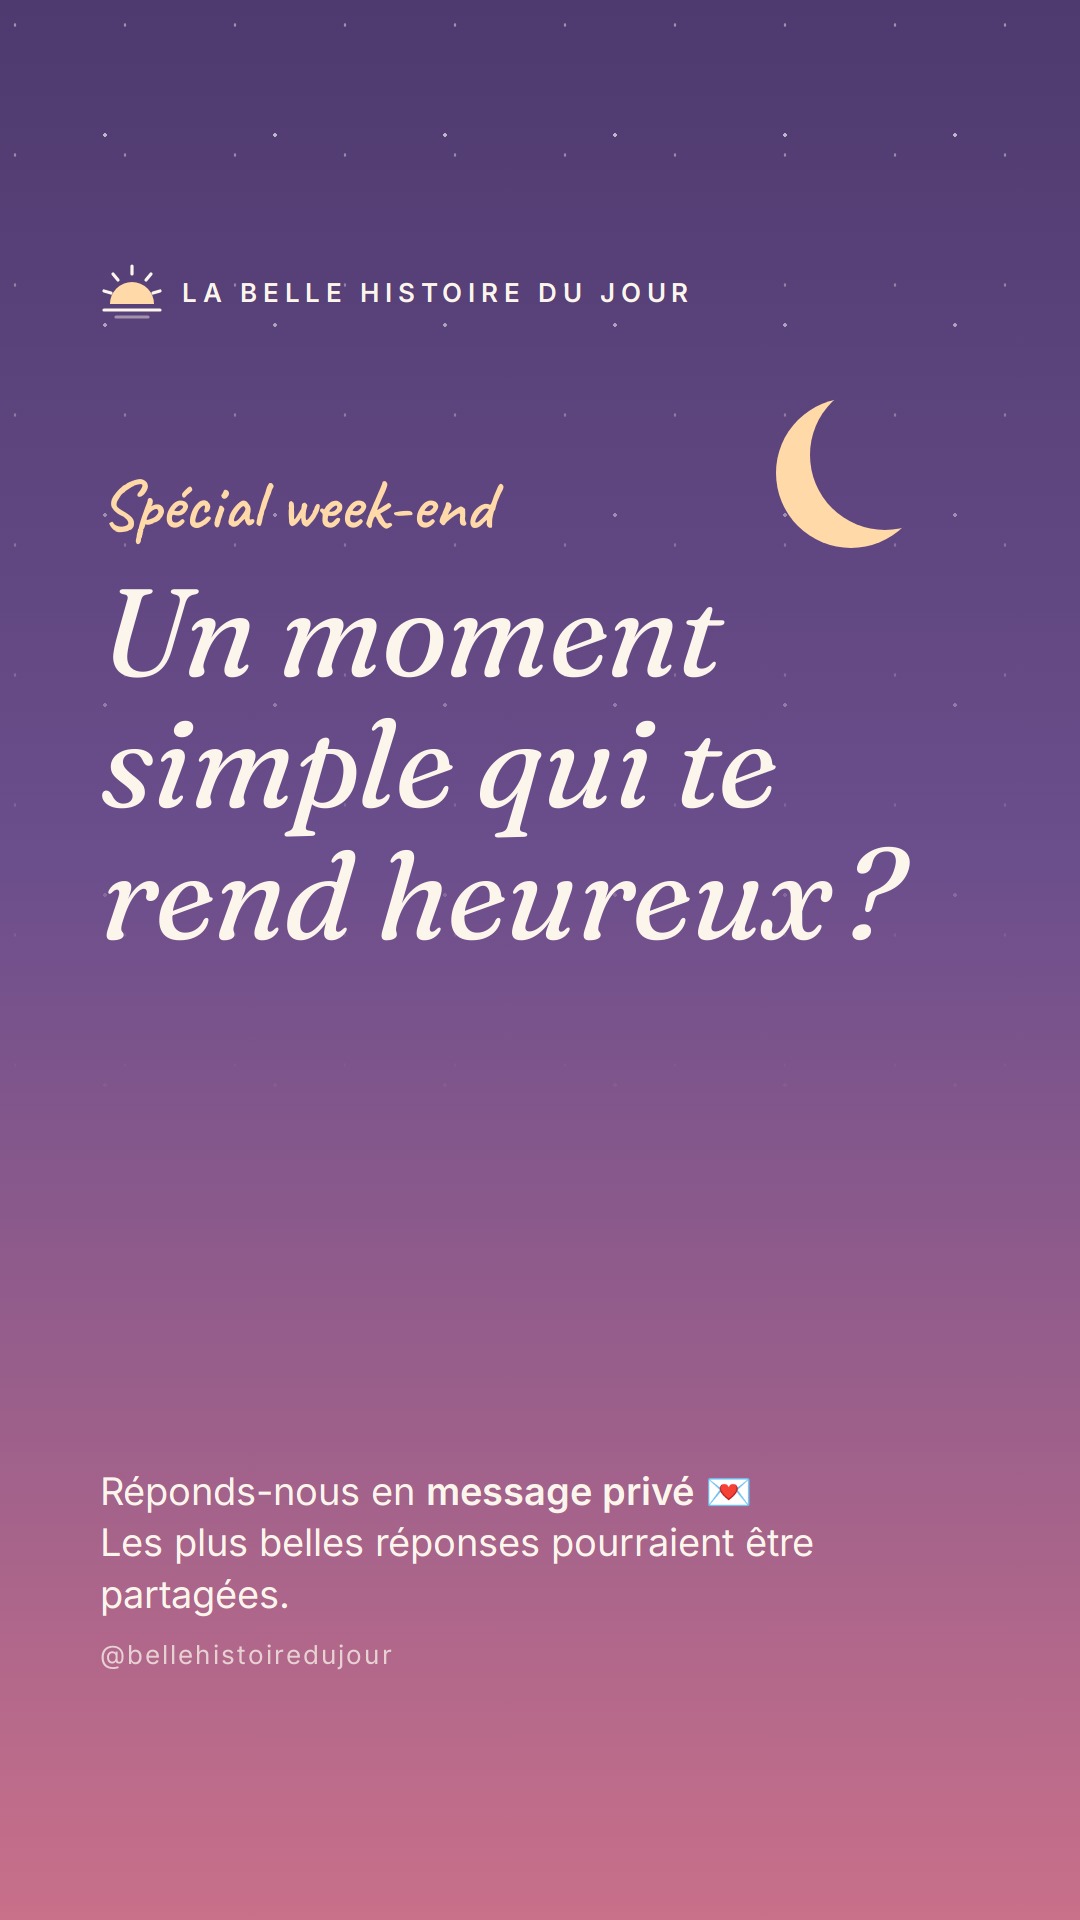 LA BELLE HISTOIRE DU JOUR
Spécial week-end
Un moment
simple qui te
rend heureux?
Réponds-nous en message privé 💌
Les plus belles réponses pourraient être
partagées.
@bellehistoiredujour